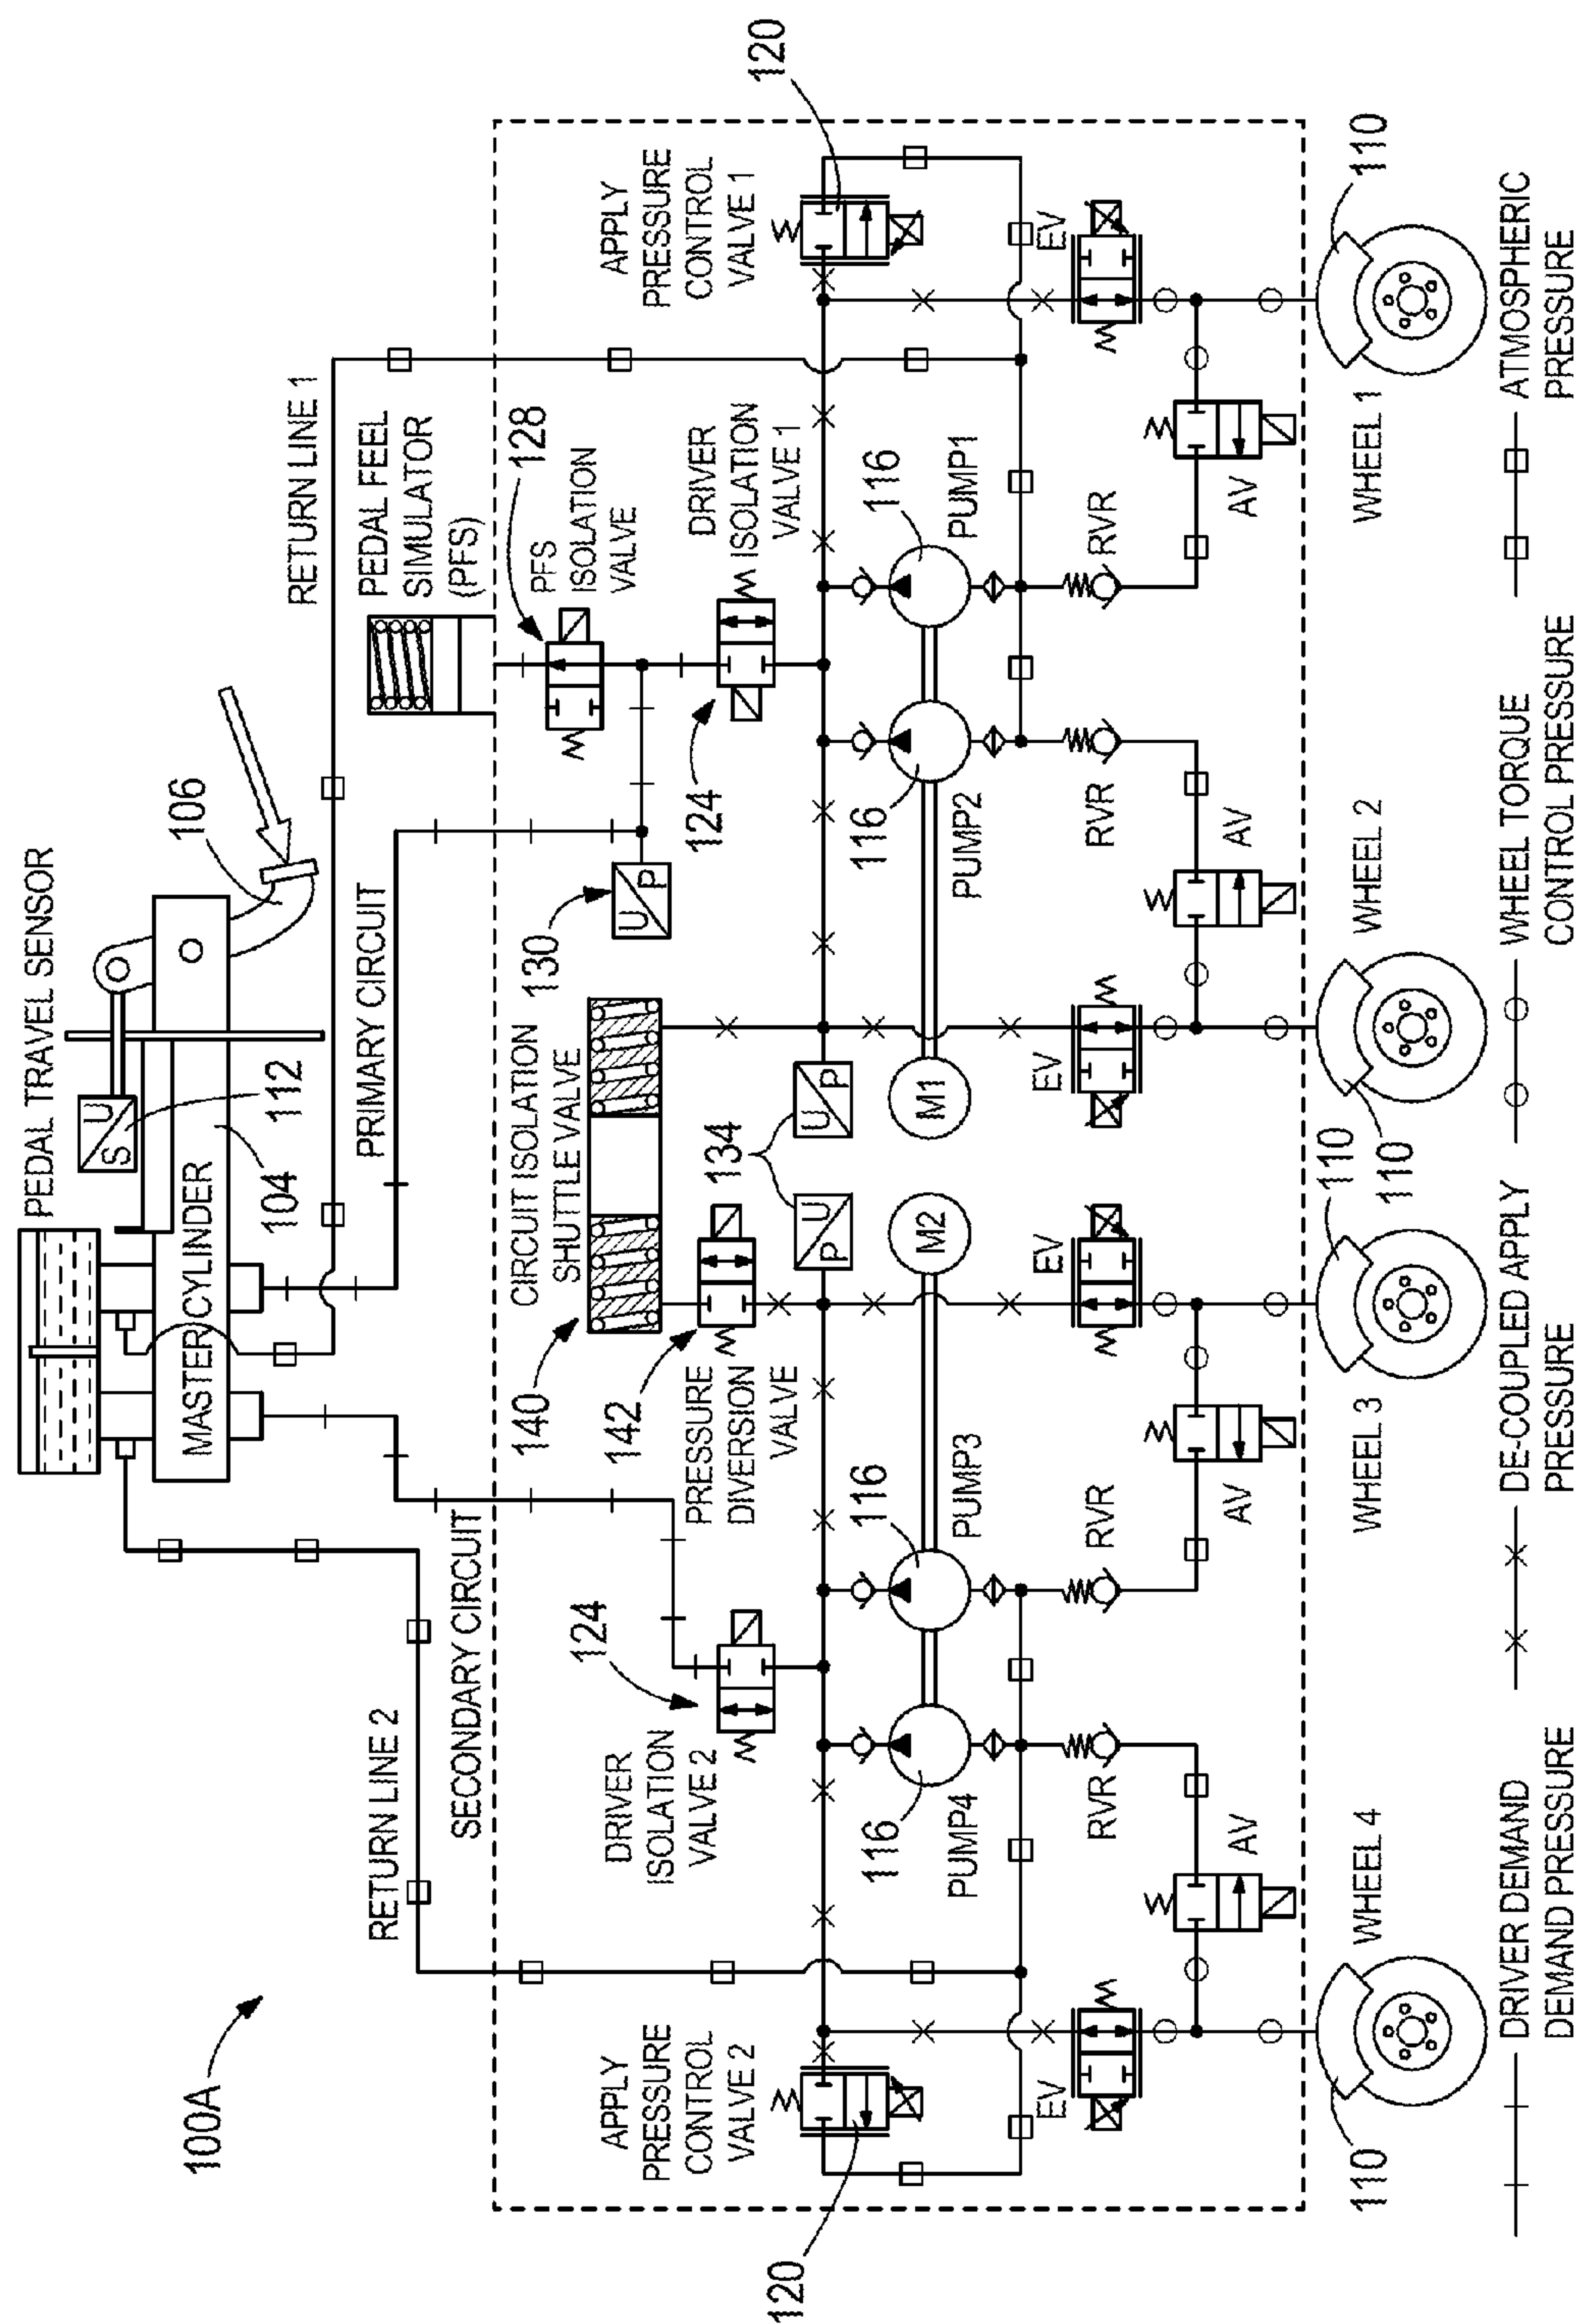 100A
PEDAL TRAVEL SENSOR
S
U
112
106
MASTER CYLINDER
104
RETURN LINE 2
SECONDARY CIRCUIT
PRIMARY CIRCUIT
RETURN LINE 1
PEDAL FEEL
SIMULATOR
(PFS)
128
PFS
ISOLATION
VALVE
130
U
P
CIRCUIT ISOLATION
SHUTTLE VALVE
140
142
PRESSURE
DIVERSION
VALVE
124
DRIVER
ISOLATION
VALVE 2
124
DRIVER
ISOLATION
VALVE 1
APPLY
PRESSURE
CONTROL
VALVE 2
120
APPLY
PRESSURE
CONTROL
VALVE 1
120
134
P
U
U
P
116
PUMP4
116
PUMP3
M2
M1
116
PUMP2
116
PUMP1
EV
EV
EV
EV
RVR
RVR
RVR
RVR
AV
AV
AV
AV
110
WHEEL 4
WHEEL 3
110
110
WHEEL 2
WHEEL 1
110
DRIVER DEMAND
DEMAND PRESSURE
DE-COUPLED APPLY
PRESSURE
WHEEL TORQUE
CONTROL PRESSURE
ATMOSPHERIC
PRESSURE